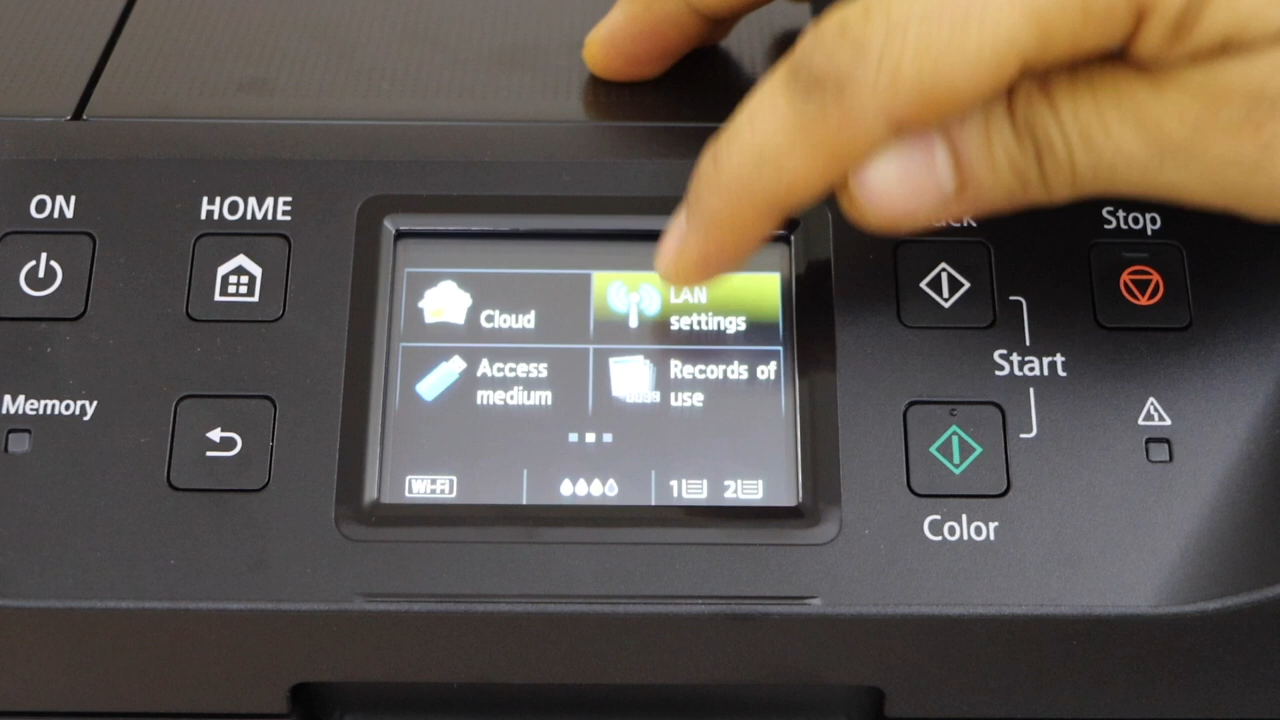 ON
HOME
Stop
LAN
settings
Cloud
Access
medium
Records of
use
Start
Memory
Wi-Fi
1
2
Color